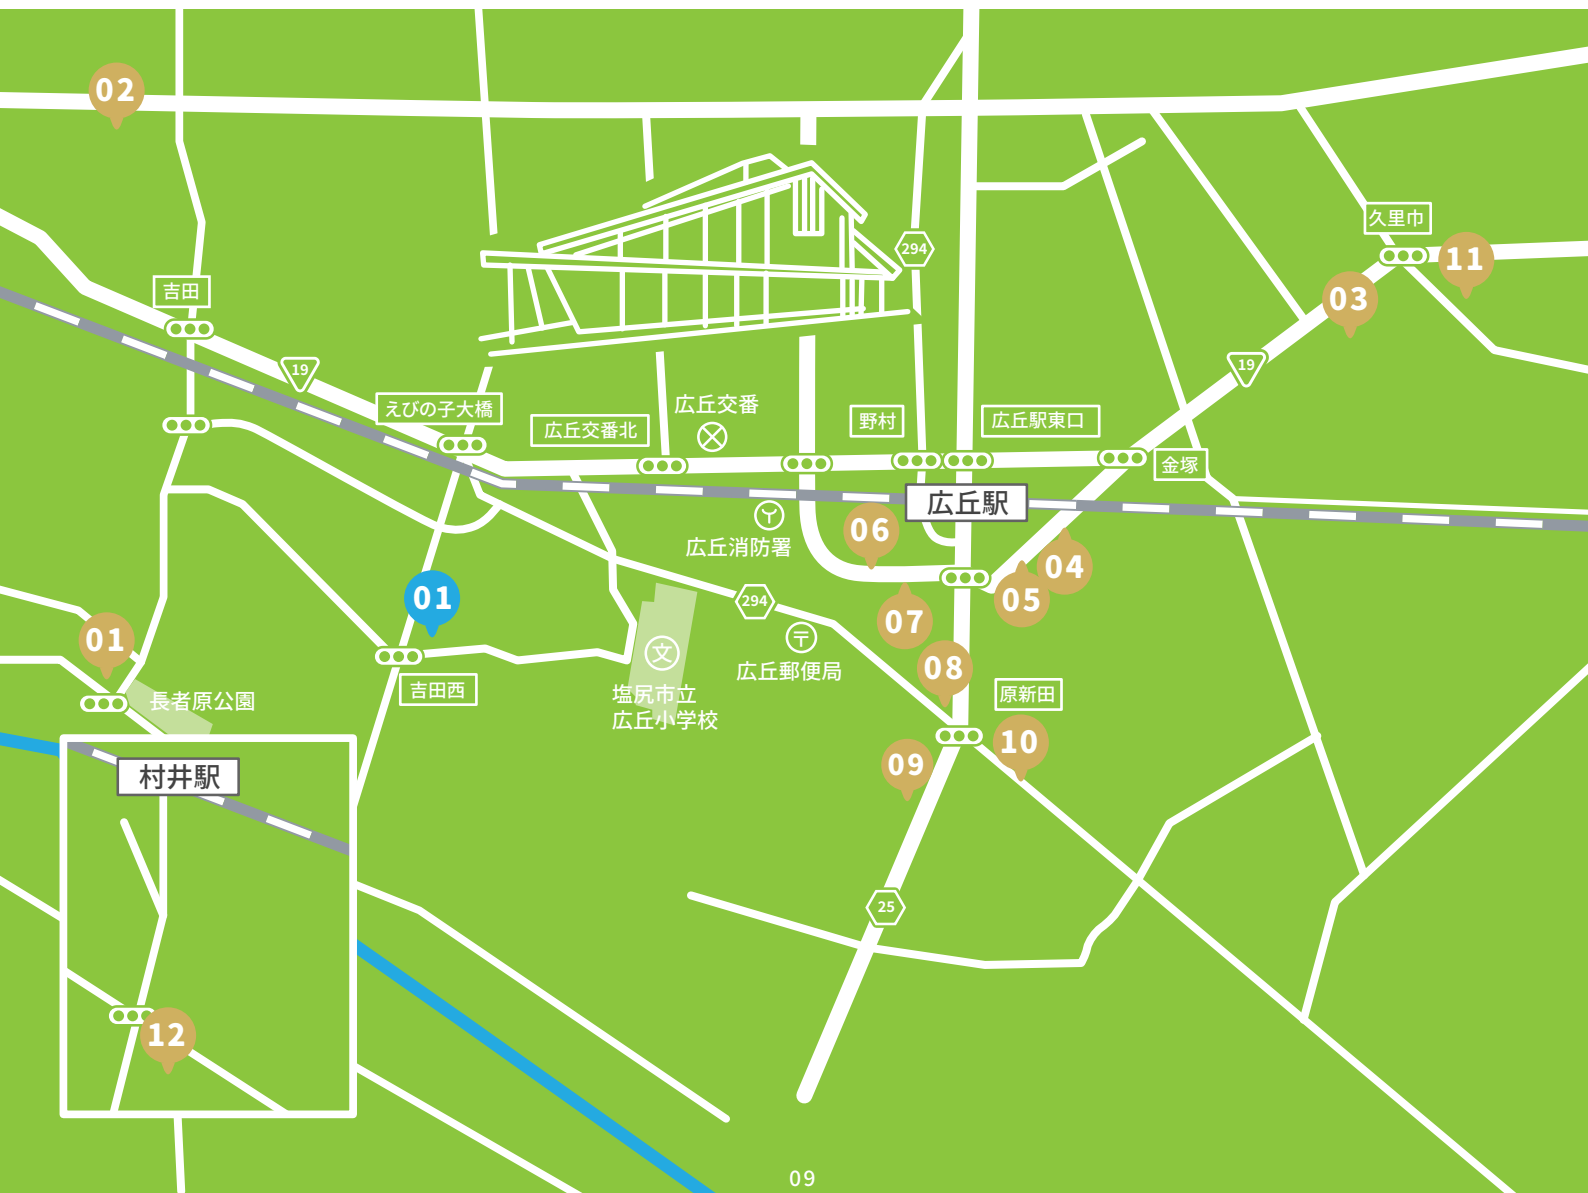 02
294
久里巾
11
吉田
03
19
19
えびの子大橋
広丘交番
広丘交番北
野村
広丘駅東口
金塚
広丘駅
06
広丘消防署
04
01
294
05
07
01
文
広丘郵便局
08
吉田西
塩尻市立
広丘小学校
原新田
長者原公園
10
村井駅
09
25
12
09